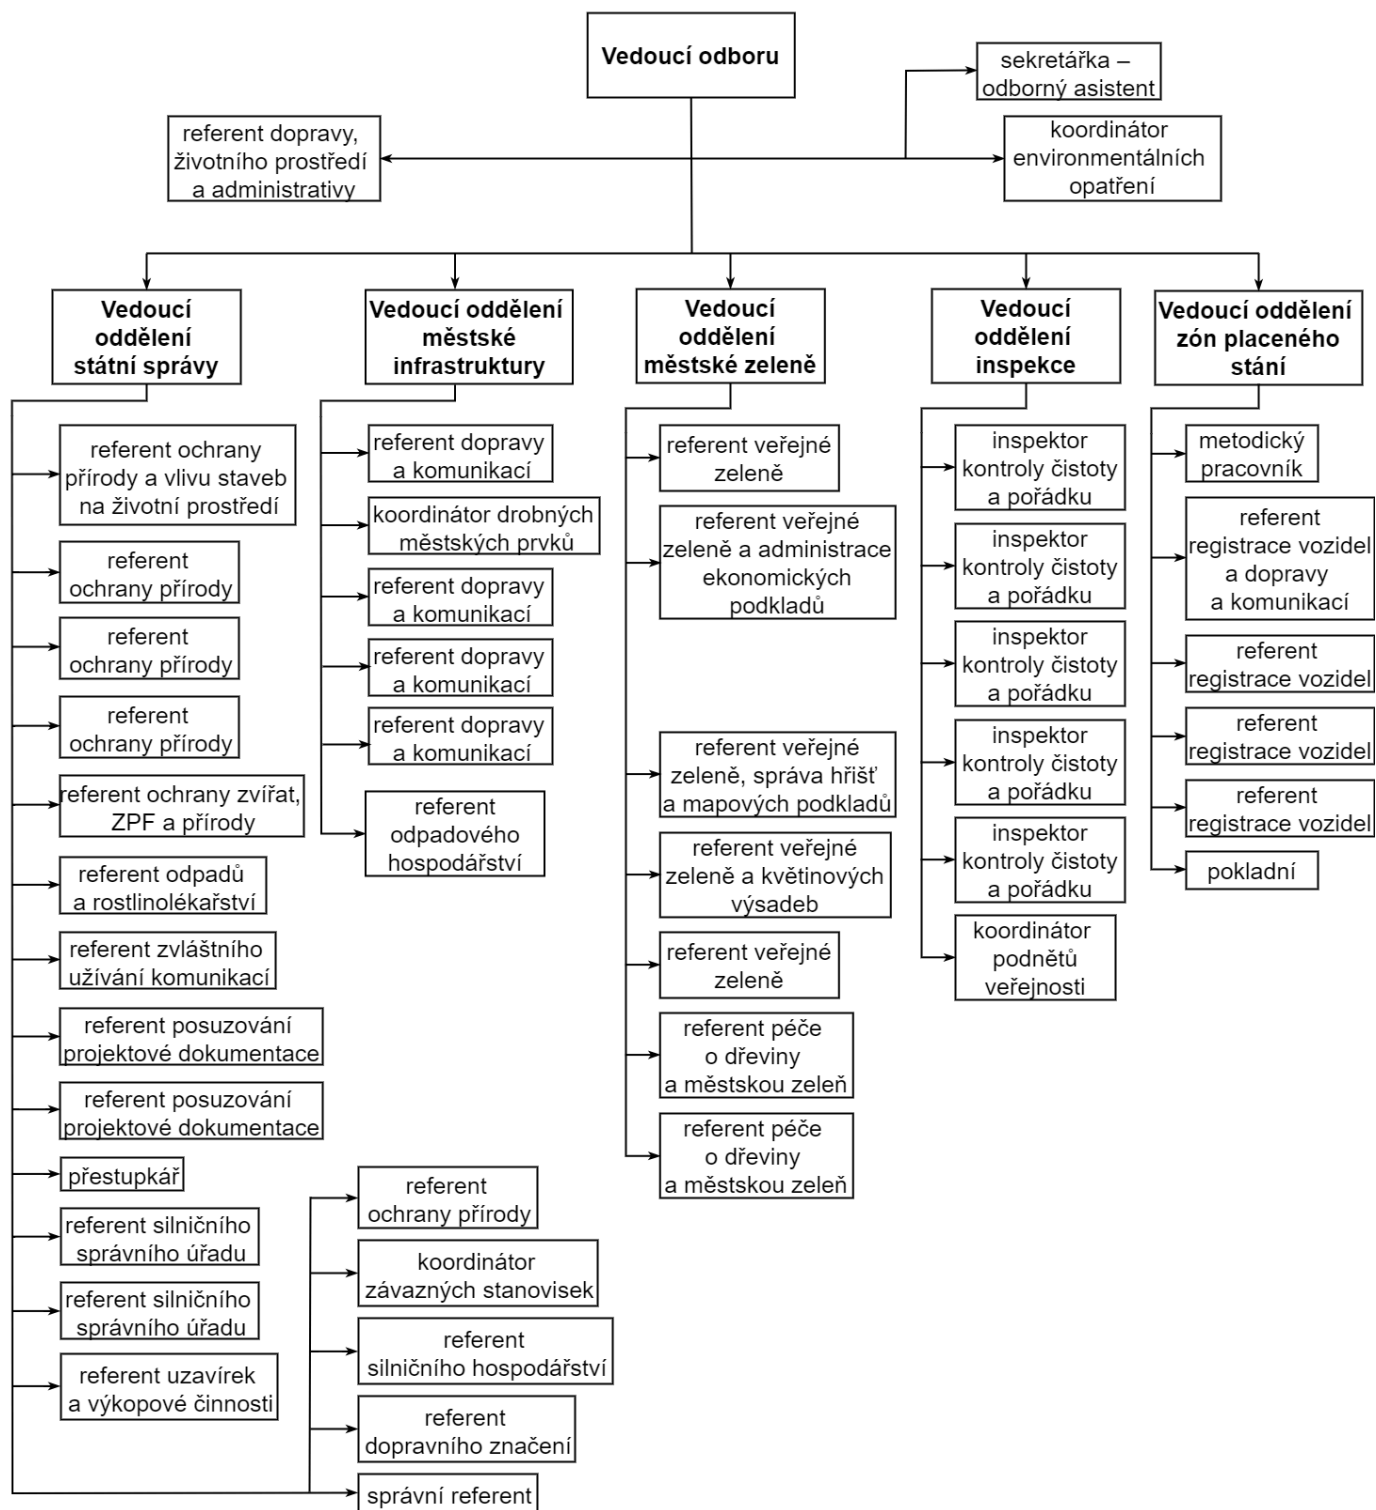 Vedoucí odboru
sekretářka –
odborný asistent
referent dopravy,
životního prostředí
a administrativy
koordinátor
environmentálních
opatření
Vedoucí
oddělení
státní správy
referent ochrany
přírody a vlivu staveb
na životní prostředí
referent
ochrany přírody
referent
ochrany přírody
referent
ochrany přírody
referent ochrany zvířat,
ZPF a přírody
referent odpadů
a rostlinolékařství
referent zvláštního
užívání komunikací
referent posuzování
projektové dokumentace
referent posuzování
projektové dokumentace
přestupkář
referent silničního
správního úřadu
referent silničního
správního úřadu
referent uzavírek
a výkopové činnosti
referent
ochrany přírody
koordinátor
závazných stanovisek
referent
silničního hospodářství
referent
dopravního značení
správní referent
Vedoucí oddělení
městské
infrastruktury
referent dopravy
a komunikací
koordinátor drobných
městských prvků
referent dopravy
a komunikací
referent dopravy
a komunikací
referent dopravy
a komunikací
referent
odpadového
hospodářství
Vedoucí
oddělení
městské zeleně
referent veřejné
zeleně
referent veřejné
zeleně a administrace
ekonomických
podkladů
referent veřejné
zeleně, správa hřišť
a mapových podkladů
referent veřejné
zeleně a květinových
výsadeb
referent veřejné
zeleně
referent péče
o dřeviny
a městskou zeleň
referent péče
o dřeviny
a městskou zeleň
Vedoucí
oddělení
inspekce
inspektor
kontroly čistoty
a pořádku
inspektor
kontroly čistoty
a pořádku
inspektor
kontroly čistoty
a pořádku
inspektor
kontroly čistoty
a pořádku
inspektor
kontroly čistoty
a pořádku
koordinátor
podnětů
veřejnosti
Vedoucí oddělení
zón placeného
stání
metodický
pracovník
referent
registrace vozidel
a dopravy
a komunikací
referent
registrace vozidel
referent
registrace vozidel
referent
registrace vozidel
pokladní